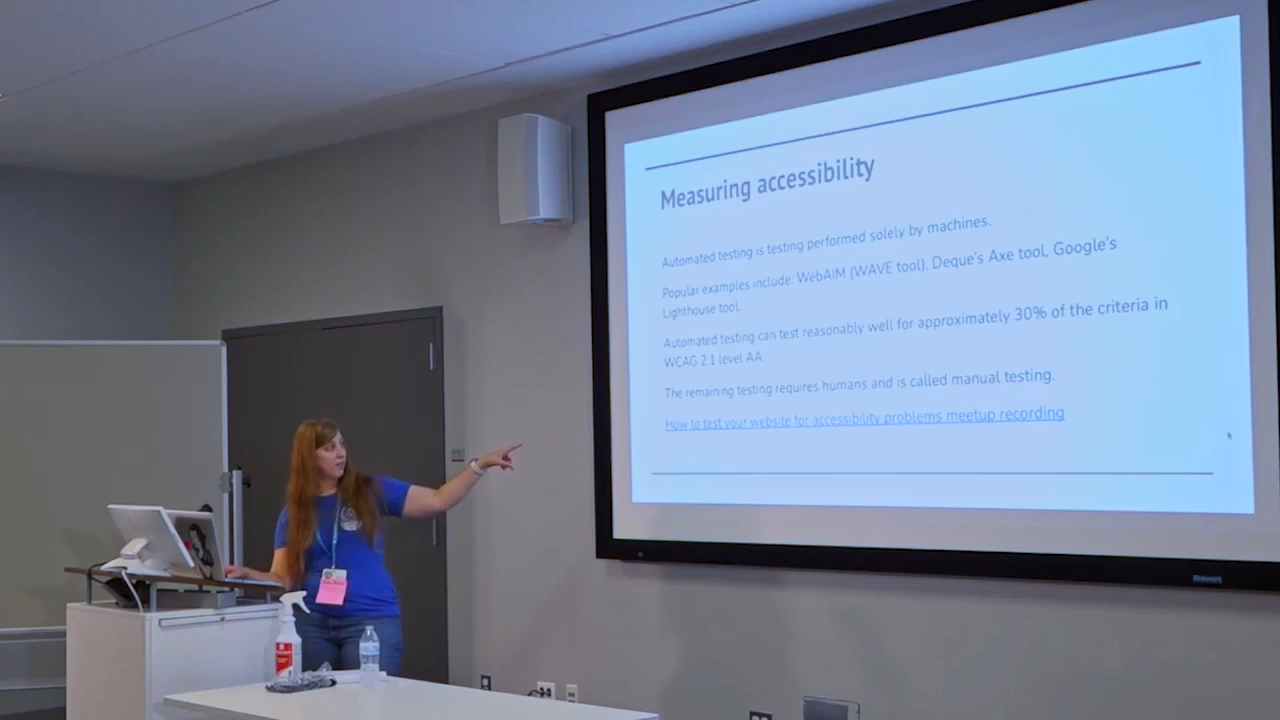 Measuring accessibility
Automated testing is testing performed solely by machines.
Popular examples include: WebAIM (WAVE tool), Deque's Axe tool, Google's
Lighthouse tool.
Automated testing can test reasonably well for approximately 30% of the criteria in
WCAG 2.1 level AA.
The remaining testing requires humans and is called manual testing.
How to test your website for accessibility problems meetup recording
Stewart